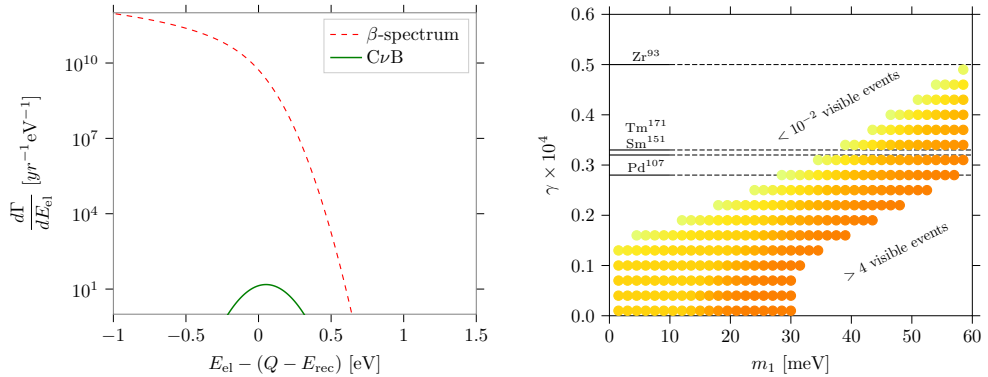 β-spectrum
CνB
10^10
10^7
10^4
10^1
dΓ/dE_el [yr^−1 eV^−1]
−1 −0.5 0 0.5 1 1.5
E_el − (Q − E_rec) [eV]
Zr^93
< 10^−2 visible events
Tm^171
Sm^151
Pd^107
> 4 visible events
0.6
0.5
0.4
0.3
0.2
0.1
0.0
γ × 10^4
0 10 20 30 40 50 60
m_1 [meV]